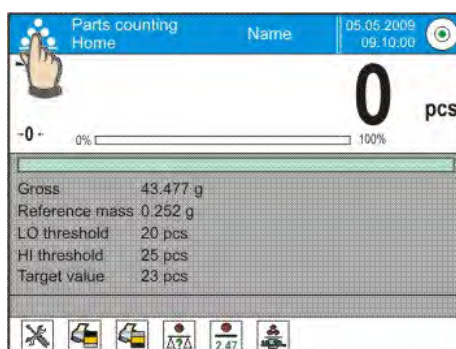 Parts counting
Home
Name
05.05.2009
09:10:00
0 pcs
-0-
0% 100%
Gross 43.477 g
Reference mass 0.252 g
LO threshold 20 pcs
HI threshold 25 pcs
Target value 23 pcs
?
2.47